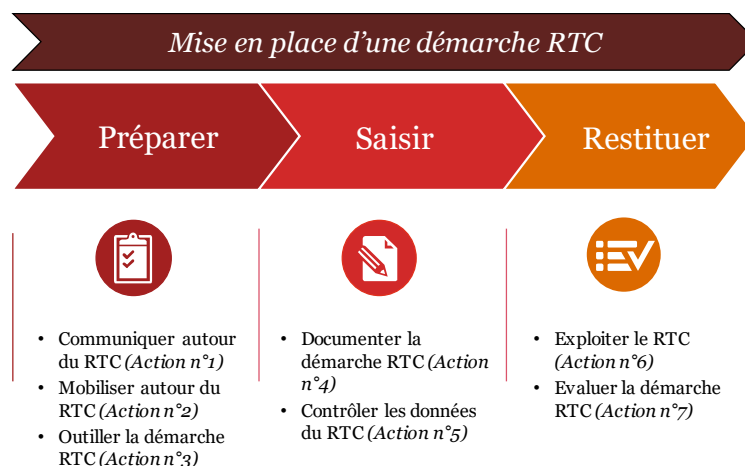 Mise en place d'une démarche RTC
Préparer
Saisir
Restituer
• Communiquer autour
du RTC (Action n°1)
• Mobiliser autour du
RTC (Action n°2)
• Outiller la démarche
RTC (Action n°3)
• Documenter la
démarche RTC (Action
n°4)
• Contrôler les données
du RTC (Action n°5)
• Exploiter le RTC
(Action n°6)
• Evaluer la démarche
RTC (Action n°7)